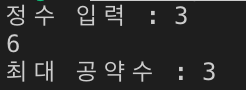 정수 입력 : 3
6
최대 공약수 : 3